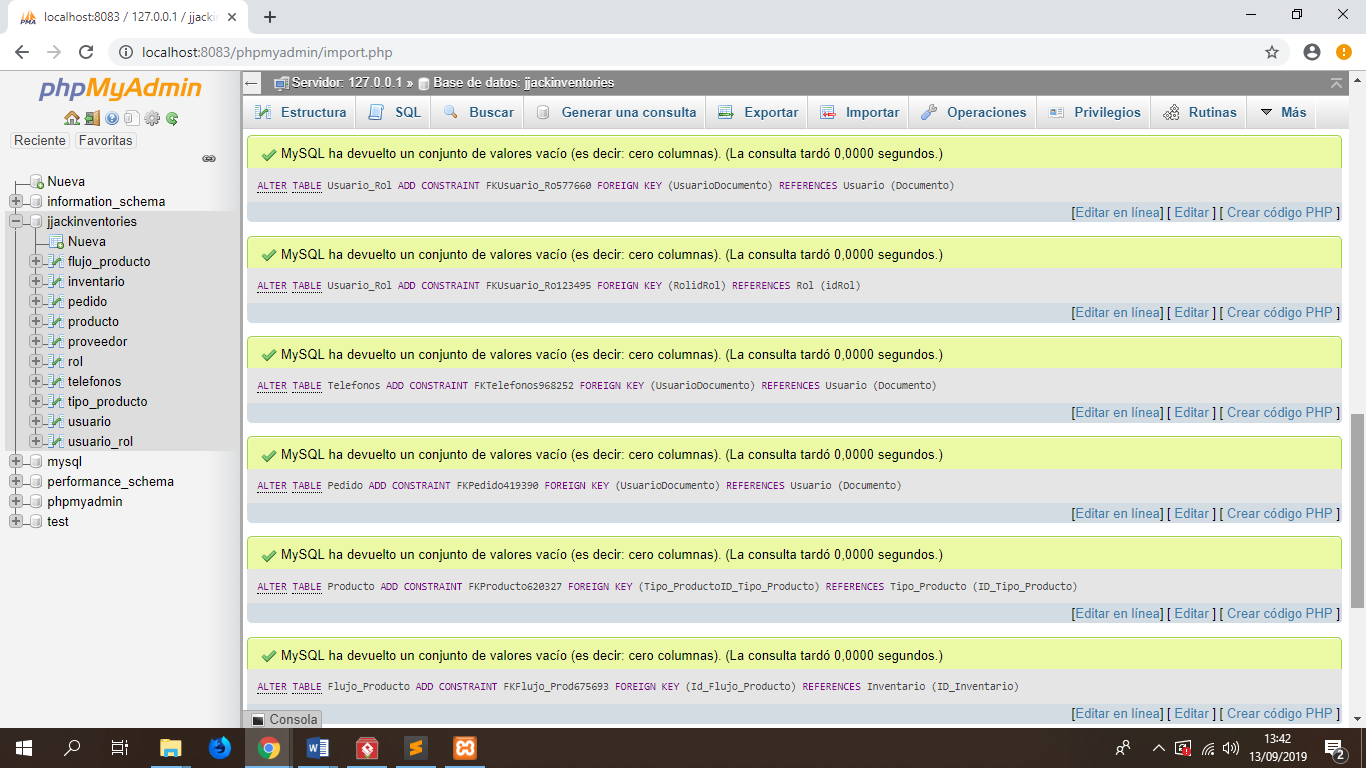 localhost:8083 / 127.0.0.1 / jjackin
localhost:8083/phpmyadmin/import.php
phpMyAdmin
Reciente Favoritas
Nueva
information_schema
jjackinventories
Nueva
flujo_producto
inventario
pedido
producto
proveedor
rol
telefonos
tipo_producto
usuario
usuario_rol
mysql
performance_schema
phpmyadmin
test
Servidor: 127.0.0.1 » Base de datos: jjackinventories
Estructura SQL Buscar Generar una consulta Exportar Importar Operaciones Privilegios Rutinas Más
MySQL ha devuelto un conjunto de valores vacío (es decir: cero columnas). (La consulta tardó 0,0000 segundos.)
ALTER TABLE Usuario_Rol ADD CONSTRAINT FKUsuario_Ro577660 FOREIGN KEY (UsuarioDocumento) REFERENCES Usuario (Documento)
[Editar en línea] [ Editar ] [ Crear código PHP ]
MySQL ha devuelto un conjunto de valores vacío (es decir: cero columnas). (La consulta tardó 0,0000 segundos.)
ALTER TABLE Usuario_Rol ADD CONSTRAINT FKUsuario_Ro123495 FOREIGN KEY (RolidRol) REFERENCES Rol (idRol)
[Editar en línea] [ Editar ] [ Crear código PHP ]
MySQL ha devuelto un conjunto de valores vacío (es decir: cero columnas). (La consulta tardó 0,0000 segundos.)
ALTER TABLE Telefonos ADD CONSTRAINT FKTelefonos968252 FOREIGN KEY (UsuarioDocumento) REFERENCES Usuario (Documento)
[Editar en línea] [ Editar ] [ Crear código PHP ]
MySQL ha devuelto un conjunto de valores vacío (es decir: cero columnas). (La consulta tardó 0,0000 segundos.)
ALTER TABLE Pedido ADD CONSTRAINT FKPedido419390 FOREIGN KEY (UsuarioDocumento) REFERENCES Usuario (Documento)
[Editar en línea] [ Editar ] [ Crear código PHP ]
MySQL ha devuelto un conjunto de valores vacío (es decir: cero columnas). (La consulta tardó 0,0000 segundos.)
ALTER TABLE Producto ADD CONSTRAINT FKProducto620327 FOREIGN KEY (Tipo_ProductoID_Tipo_Producto) REFERENCES Tipo_Producto (ID_Tipo_Producto)
[Editar en línea] [ Editar ] [ Crear código PHP ]
MySQL ha devuelto un conjunto de valores vacío (es decir: cero columnas). (La consulta tardó 0,0000 segundos.)
ALTER TABLE Flujo_Producto ADD CONSTRAINT FKFlujo_Prod675693 FOREIGN KEY (Id_Flujo_Producto) REFERENCES Inventario (ID_Inventario)
[Editar en línea] [ Editar ] [ Crear código PHP ]
Consola
13:42
13/09/2019
2